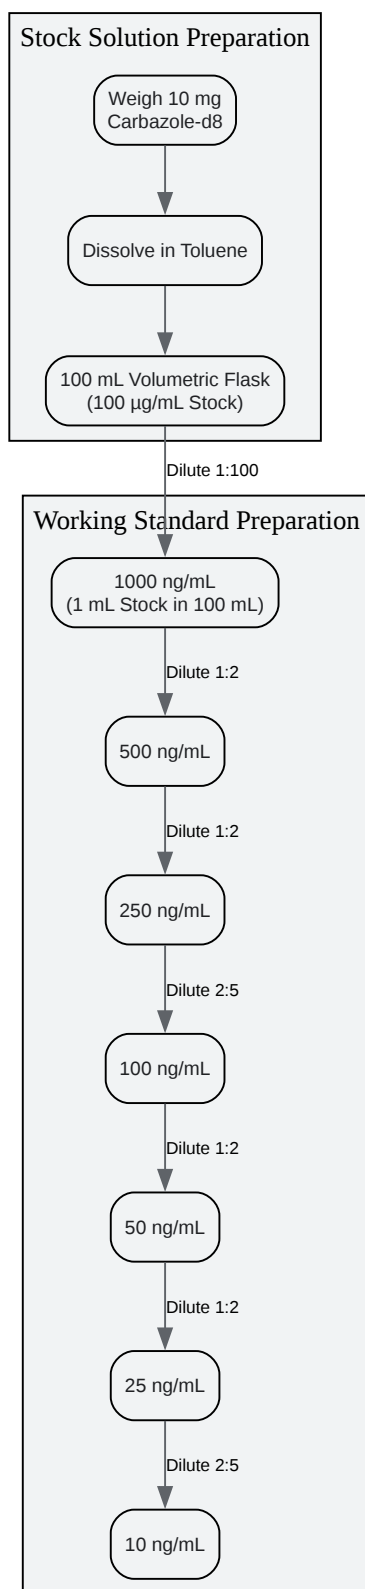 Stock Solution Preparation
Weigh 10 mg
Carbazole-d8
Dissolve in Toluene
100 mL Volumetric Flask
(100 µg/mL Stock)
Dilute 1:100
Working Standard Preparation
1000 ng/mL
(1 mL Stock in 100 mL)
Dilute 1:2
500 ng/mL
Dilute 1:2
250 ng/mL
Dilute 2:5
100 ng/mL
Dilute 1:2
50 ng/mL
Dilute 1:2
25 ng/mL
Dilute 2:5
10 ng/mL